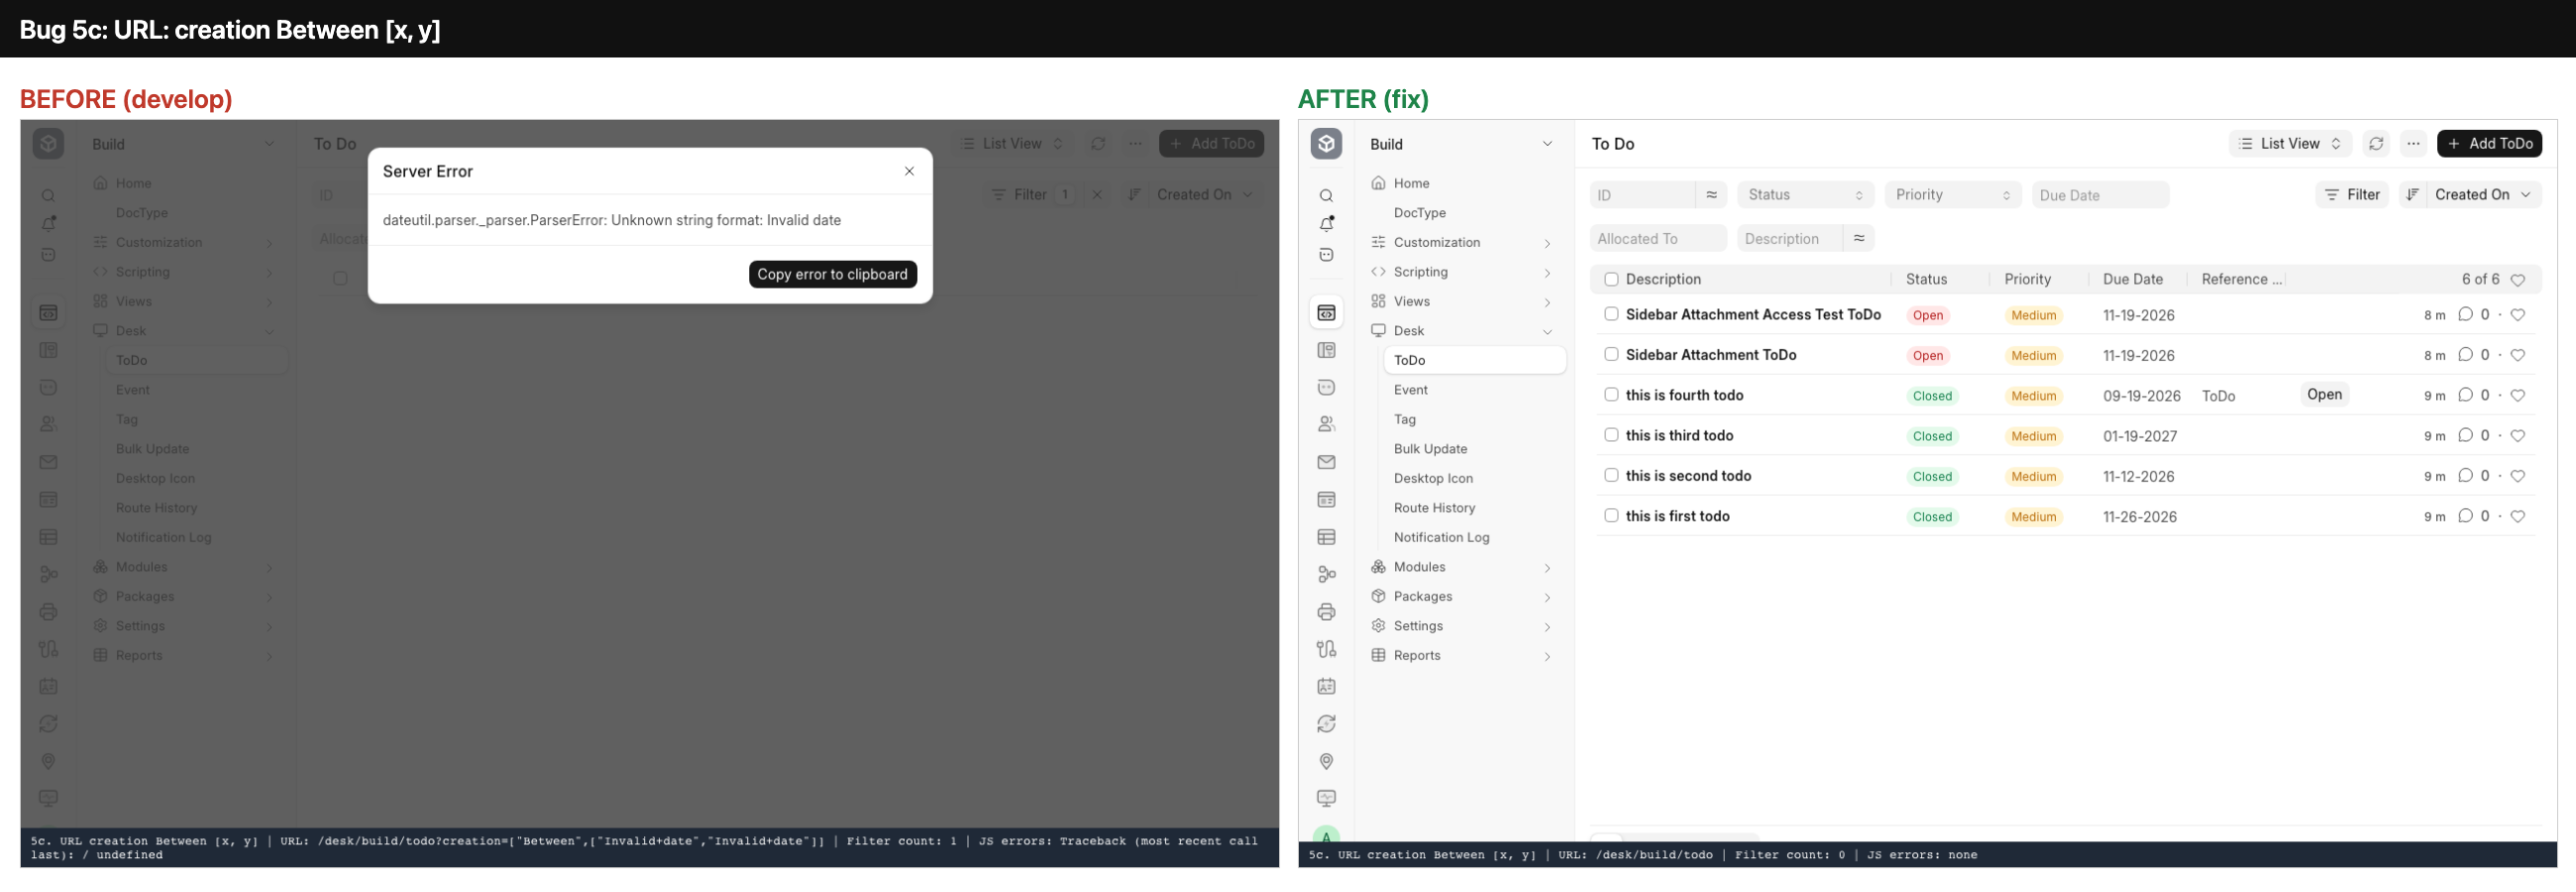 Bug 5c: URL: creation Between [x, y]
BEFORE (develop)
Build
Home
DocType
Customization
Scripting
Views
Desk
ToDo
Event
Tag
Bulk Update
Desktop Icon
Route History
Notification Log
Modules
Packages
Settings
Reports
To Do
List View
Add ToDo
ID
Filter 1
Created On
Allocate
Server Error
dateutil.parser._parser.ParserError: Unknown string format: Invalid date
Copy error to clipboard
5c. URL creation Between [x, y] | URL: /desk/build/todo?creation=["Between",["Invalid+date","Invalid+date"]] | Filter count: 1 | JS errors: Traceback (most recent call
last): / undefined
AFTER (fix)
Build
Home
DocType
Customization
Scripting
Views
Desk
ToDo
Event
Tag
Bulk Update
Desktop Icon
Route History
Notification Log
Modules
Packages
Settings
Reports
A
To Do
List View
Add ToDo
ID ≈ Status Priority Due Date Filter Created On
Allocated To Description ≈
Description Status Priority Due Date Reference ... 6 of 6
Sidebar Attachment Access Test ToDo Open Medium 11-19-2026 8 m 0 ·
Sidebar Attachment ToDo Open Medium 11-19-2026 8 m 0 ·
this is fourth todo Closed Medium 09-19-2026 ToDo Open 9 m 0 ·
this is third todo Closed Medium 01-19-2027 9 m 0 ·
this is second todo Closed Medium 11-12-2026 9 m 0 ·
this is first todo Closed Medium 11-26-2026 9 m 0 ·
5c. URL creation Between [x, y] | URL: /desk/build/todo | Filter count: 0 | JS errors: none